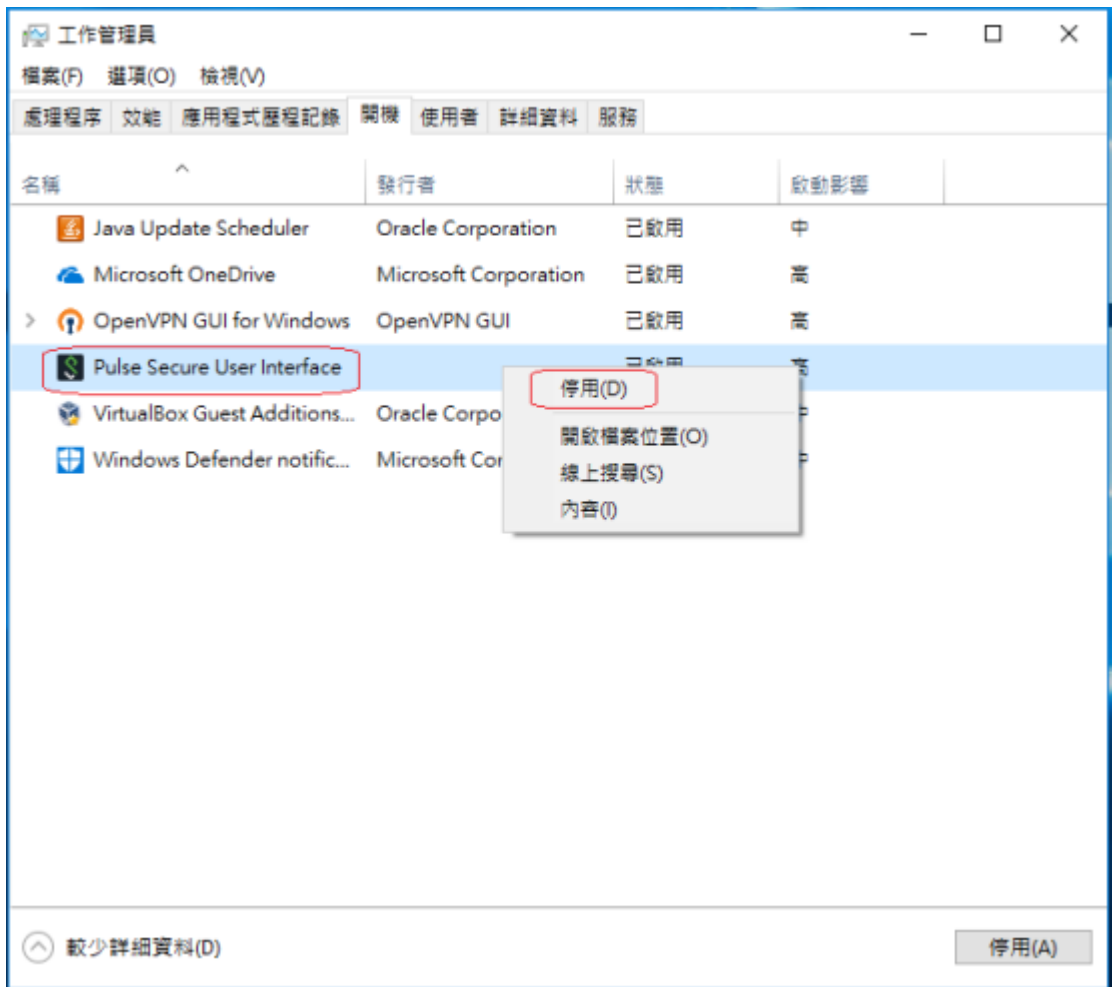 工作管理員
檔案(F) 選項(O) 檢視(V)
處理程序 效能 應用程式歷程記錄 開機 使用者 詳細資料 服務
名稱 發行者 狀態 啟動影響
Java Update Scheduler Oracle Corporation 已啟用 中
Microsoft OneDrive Microsoft Corporation 已啟用 高
OpenVPN GUI for Windows OpenVPN GUI 已啟用 高
Pulse Secure User Interface 已啟用 高
停用(D)
VirtualBox Guest Additions... Oracle Corpo
開啟檔案位置(O)
Windows Defender notific... Microsoft Cor
線上搜尋(S)
內容(I)
較少詳細資料(D) 停用(A)